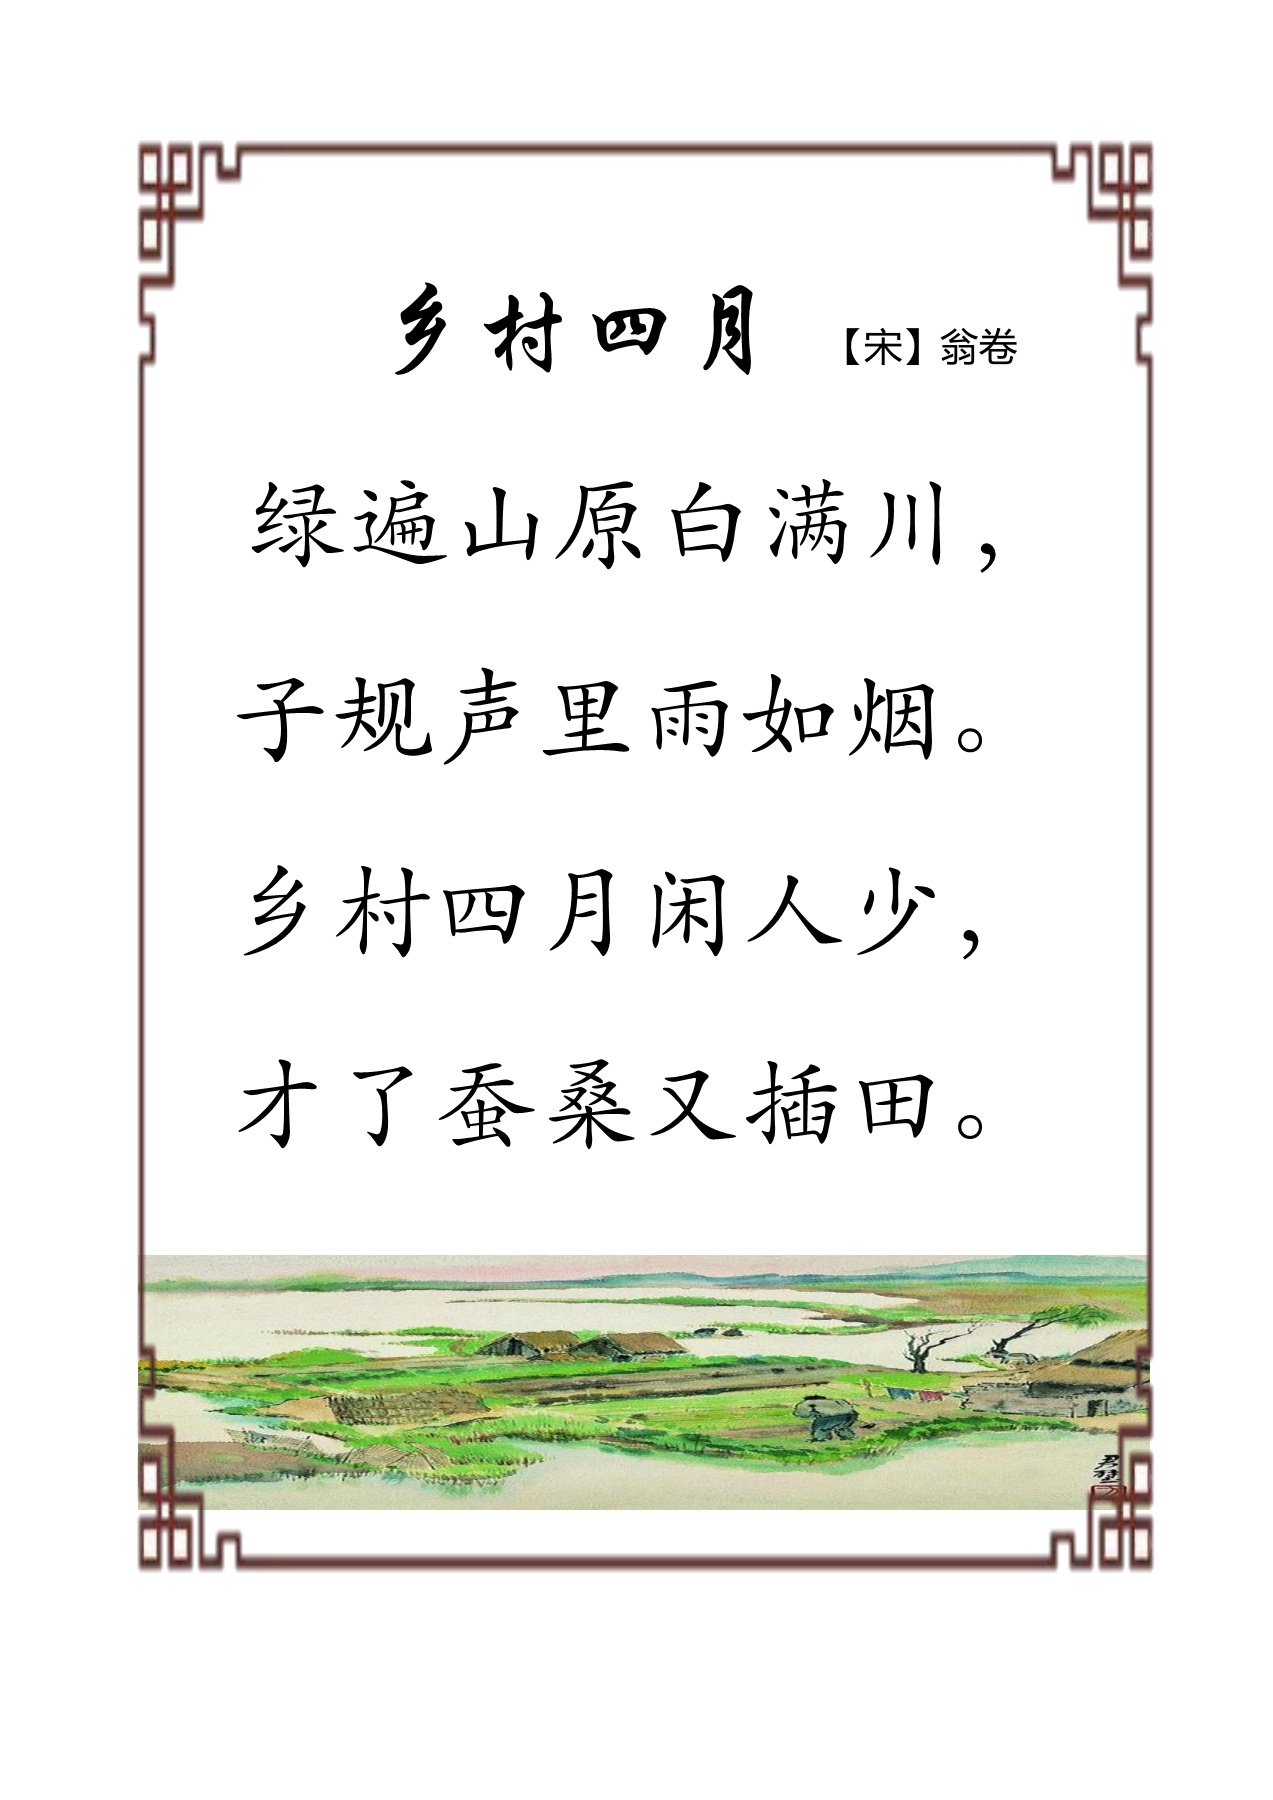 乡村四月 【宋】翁卷
绿遍山原白满川，
子规声里雨如烟。
乡村四月闲人少，
才了蚕桑又插田。